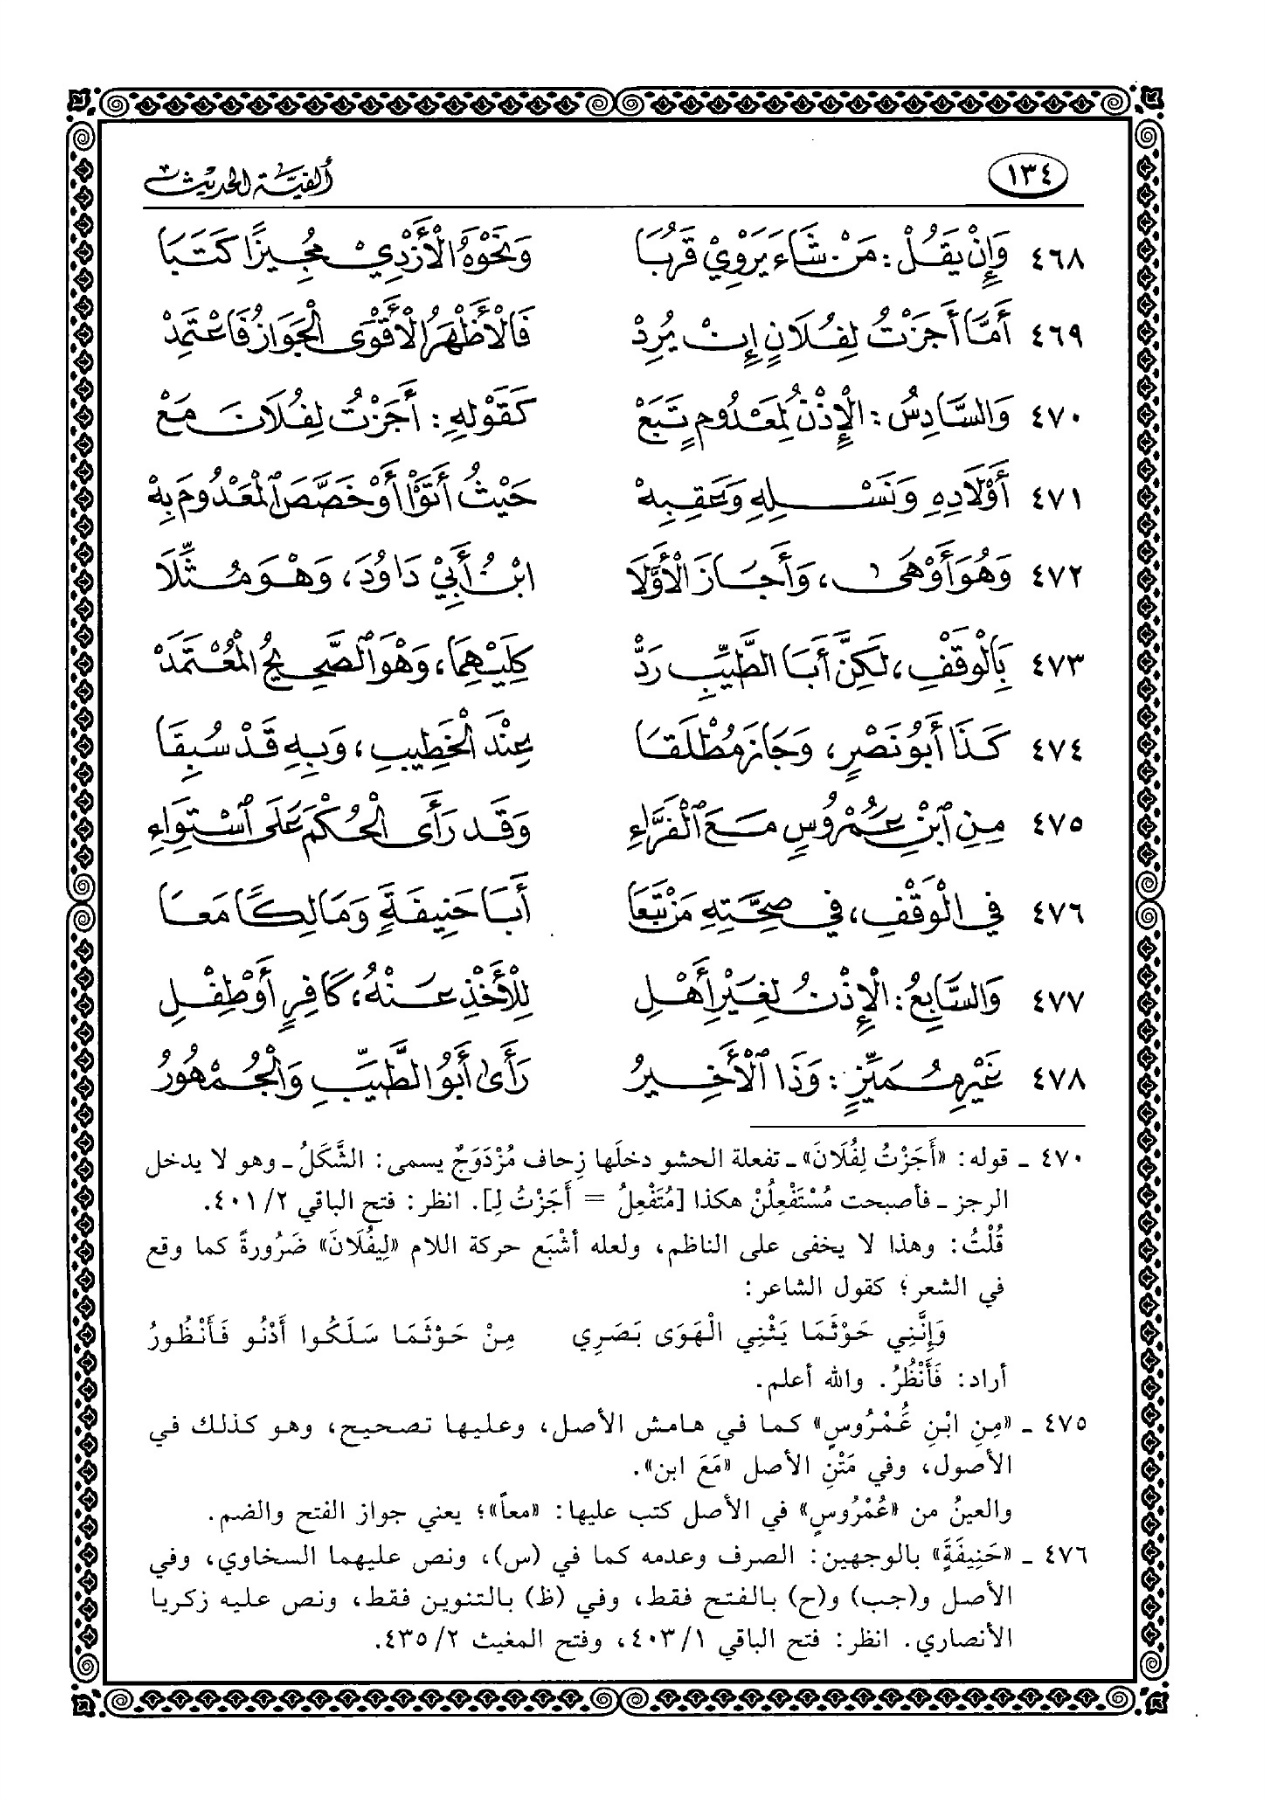 ١٣٤ ألفية الحديث
٤٦٨ وَإِنْ يَقُلْ: مَنْ شَاءَ يَرْوِيْ قَرُبَا وَنَحْوَهُ الْأَزْدِيْ مُجِيزًا كَتَبَا
٤٦٩ أَمَّا أَجَزْتُ لِفُلَانٍ إِنْ يُرِدْ فَالْأَظْهَرُ الْأَقْوَى الْجَوَازُ فَاعْتَمِدْ
٤٧٠ وَالسَّادِسُ: الْإِذْنُ لِمَعْدُومٍ تَبَعْ كَقَوْلِهِ: أَجَزْتُ لِفُلَانَ مَعْ
٤٧١ أَوْلَادِهِ وَنَسْلِهِ وَعَقِبِهْ حَيْثُ أَتَوْا أَوْ خَصَّصَ الْمَعْدُومَ بِهْ
٤٧٢ وَهُوَ أَوْهَى، وَأَجَازَ الْأَوَّلَا ابْنُ أَبِيْ دَاوُدَ، وَهْوَ مُثِّلَا
٤٧٣ بِالْوَقْفِ، لَكِنَّ أَبَا الطَّيِّبِ رَدّْ كِلَيْهِمَا، وَهْوَ الصَّحِيحُ الْمُعْتَمَدْ
٤٧٤ كَذَا أَبُو نَصْرٍ، وَجَازَ مُطْلَقَا عِنْدَ الْخَطِيبِ، وَبِهِ قَدْ سُبِقَا
٤٧٥ مِنِ ابْنِ عُمْرُوسٍ مَعَ الْفَرَّاءِ وَقَدْ رَأَى الْحُكْمَ عَلَى اسْتِوَاءِ
٤٧٦ فِي الْوَقْفِ، فِي صِحَّتِهِ مَنْ تَبِعَا أَبَا حَنِيفَةٍ وَمَالِكًا مَعَا
٤٧٧ وَالسَّابِعُ: الْإِذْنُ لِغَيْرِ أَهْلِ لِلْأَخْذِ عَنْهُ، كَافِرٍ أَوْ طِفْلِ
٤٧٨ غَيْرِ مُمَيِّزٍ: وَذَا الْأَخِيرُ رَأَى أَبُو الطَّيِّبِ وَالْجُمْهُورُ
٤٧٠ ـ قوله: «أَجَزْتُ لِفُلَانَ» ـ تفعلة الحشو دخلَها زِحاف مُزْدَوَجٌ يسمى: الشَّكَلُ ـ وهو لا يدخل
الرجز ـ فأصبحت مُسْتَفْعِلُنْ هكذا [مُتَفْعِلُ = أَجَزْتُ لِ]. انظر: فتح الباقي ٤٠١/٢.
قُلْتُ: وهذا لا يخفى على الناظم، ولعله أَشْبَع حركة اللام «لِيفُلَانَ» ضَرُورةً كما وقع
في الشعر؛ كقول الشاعر:
وَإِنَّنِي حَوْثَمَا يَثْنِي الْهَوَى بَصَرِي مِنْ حَوْثَمَا سَلَكُوا أَدْنُو فَأَنْظُورُ
أراد: فَأَنْظُرُ. والله أعلم.
٤٧٥ ـ «مِنِ ابْنِ عَُمْرُوسٍ» كما في هامش الأصل، وعليها تصحيح، وهو كذلك في
الأصول، وفي مَتْنِ الأصل «مَعَ ابن».
والعينُ من «عُمْرُوسٍ» في الأصل كتب عليها: «معاً»؛ يعني جواز الفتح والضم.
٤٧٦ ـ «حَنِيفَةٍ» بالوجهين: الصرف وعدمه كما في (س)، ونص عليهما السخاوي، وفي
الأصل و(جب) و(ح) بالفتح فقط، وفي (ظ) بالتنوين فقط، ونص عليه زكريا
الأنصاري. انظر: فتح الباقي ٤٠٣/١، وفتح المغيث ٤٣٥/٢.